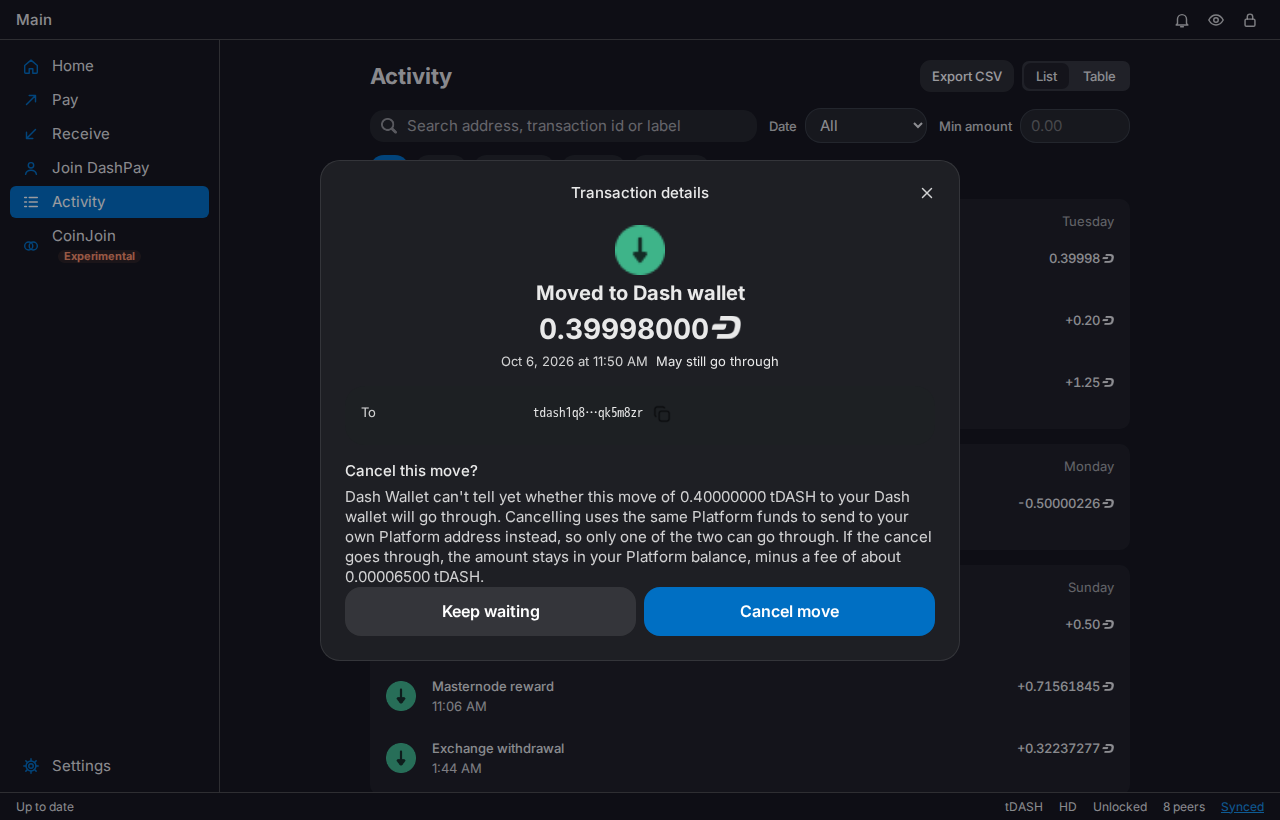 Main
Home
Pay
Receive
Join DashPay
Activity
CoinJoin
Experimental
Settings
Activity
Export CSV
List
Table
Search address, transaction id or label
Date
All
Min amount
0.00
Tuesday
0.39998
+0.20
+1.25
Monday
-0.50000226
Sunday
+0.50
Masternode reward
+0.71561845
11:06 AM
Exchange withdrawal
+0.32237277
1:44 AM
Transaction details
Moved to Dash wallet
0.39998000
Oct 6, 2026 at 11:50 AM May still go through
To
tdash1q8···qk5m8zr
Cancel this move?
Dash Wallet can't tell yet whether this move of 0.40000000 tDASH to your Dash
wallet will go through. Cancelling uses the same Platform funds to send to your
own Platform address instead, so only one of the two can go through. If the cancel
goes through, the amount stays in your Platform balance, minus a fee of about
0.00006500 tDASH.
Keep waiting
Cancel move
Up to date
tDASH
HD
Unlocked
8 peers
Synced